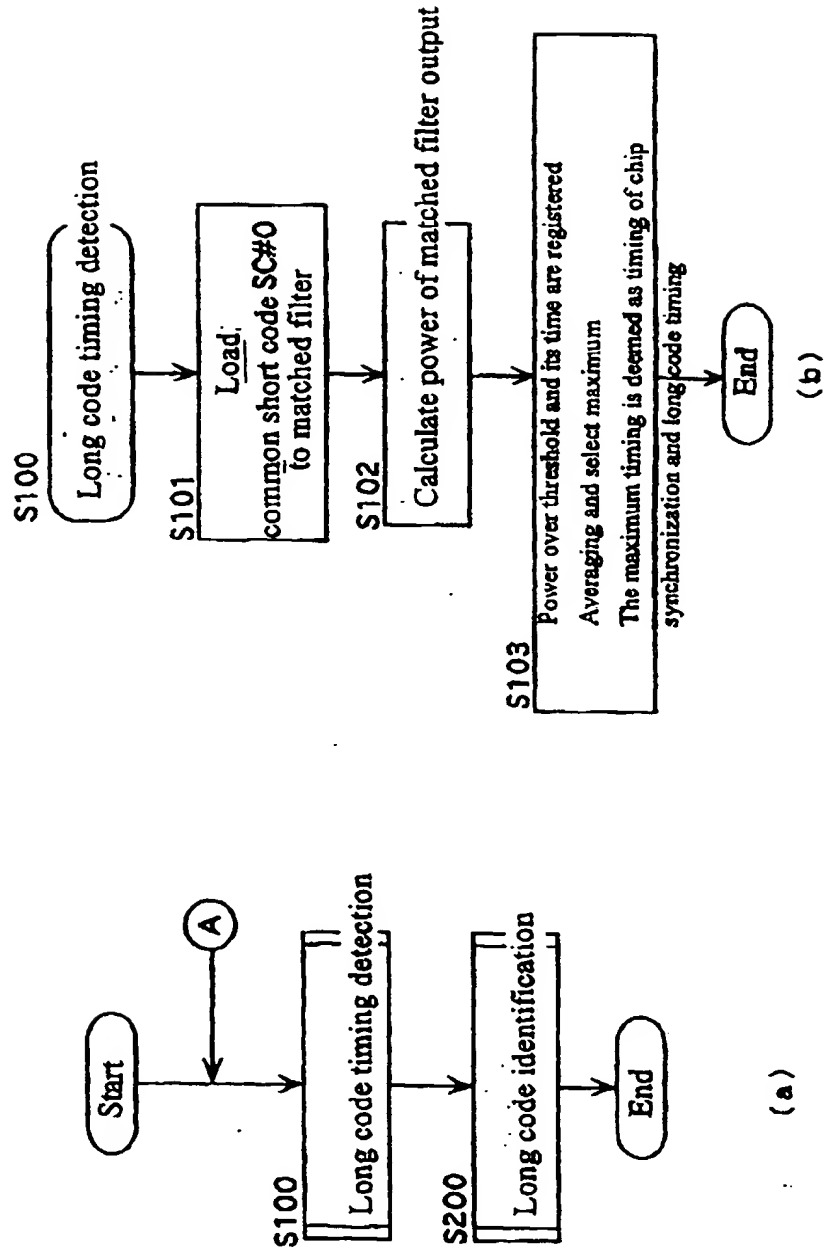 Start
A
S100
Long code timing detection
S200
Long code identification
End
(a)
S100
Long code timing detection
S101
Load
common short code SC#0
to matched filter
S102
Calculate power of matched filter output
S103
Power over threshold and its time are registered
Averaging and select maximum
The maximum timing is deemed as timing of chip
synchronization and long code timing
End
(b)